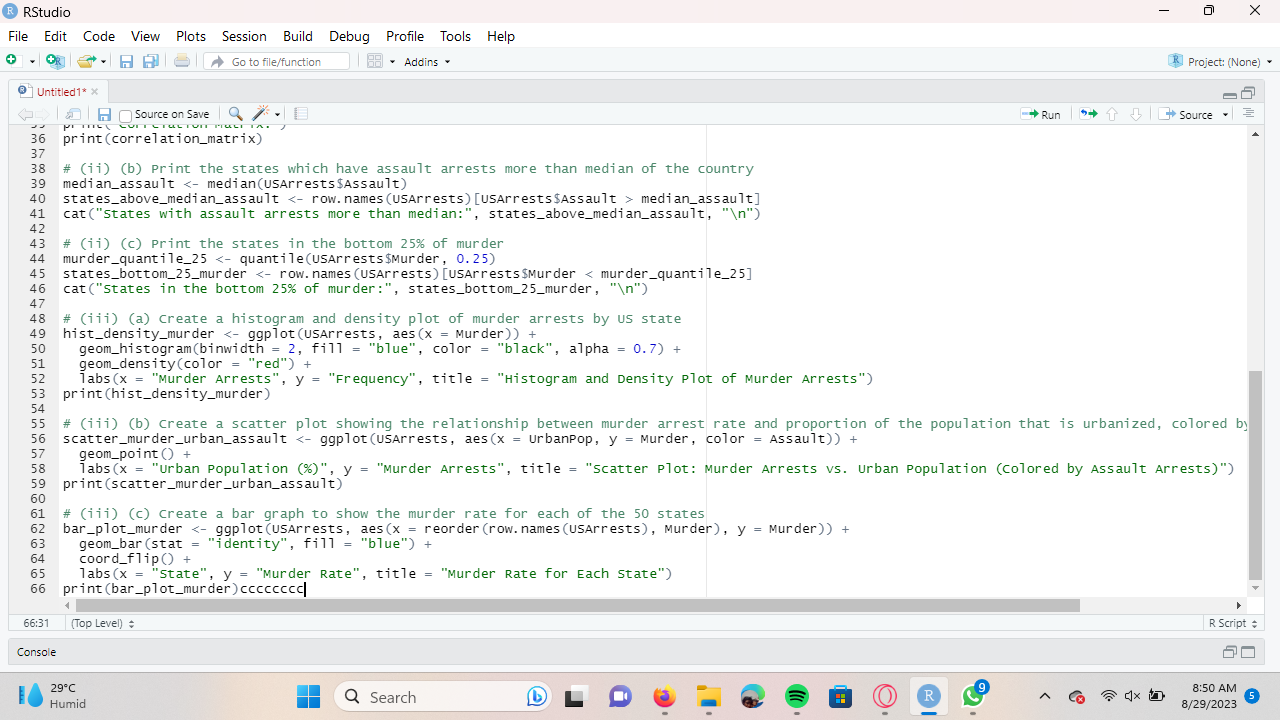 RStudio
File Edit Code View Plots Session Build Debug Profile Tools Help
Go to file/function Addins Project: (None)
Untitled1*
Source on Save Run Source
36 print(correlation_matrix)
37
38 # (ii) (b) Print the states which have assault arrests more than median of the country
39 median_assault <- median(USArrests$Assault)
40 states_above_median_assault <- row.names(USArrests)[USArrests$Assault > median_assault]
41 cat("States with assault arrests more than median:", states_above_median_assault, "\n")
42
43 # (ii) (c) Print the states in the bottom 25% of murder
44 murder_quantile_25 <- quantile(USArrests$Murder, 0.25)
45 states_bottom_25_murder <- row.names(USArrests)[USArrests$Murder < murder_quantile_25]
46 cat("States in the bottom 25% of murder:", states_bottom_25_murder, "\n")
47
48 # (iii) (a) Create a histogram and density plot of murder arrests by US state
49 hist_density_murder <- ggplot(USArrests, aes(x = Murder)) +
50 geom_histogram(binwidth = 2, fill = "blue", color = "black", alpha = 0.7) +
51 geom_density(color = "red") +
52 labs(x = "Murder Arrests", y = "Frequency", title = "Histogram and Density Plot of Murder Arrests")
53 print(hist_density_murder)
54
55 # (iii) (b) Create a scatter plot showing the relationship between murder arrest rate and proportion of the population that is urbanized, colored by
56 scatter_murder_urban_assault <- ggplot(USArrests, aes(x = UrbanPop, y = Murder, color = Assault)) +
57 geom_point() +
58 labs(x = "Urban Population (%)", y = "Murder Arrests", title = "Scatter Plot: Murder Arrests vs. Urban Population (Colored by Assault Arrests)")
59 print(scatter_murder_urban_assault)
60
61 # (iii) (c) Create a bar graph to show the murder rate for each of the 50 states
62 bar_plot_murder <- ggplot(USArrests, aes(x = reorder(row.names(USArrests), Murder), y = Murder)) +
63 geom_bar(stat = "identity", fill = "blue") +
64 coord_flip() +
65 labs(x = "State", y = "Murder Rate", title = "Murder Rate for Each State")
66 print(bar_plot_murder)cccccccc
66:31 (Top Level) R Script
Console
29°C
Humid
Search
9
8:50 AM
8/29/2023
5